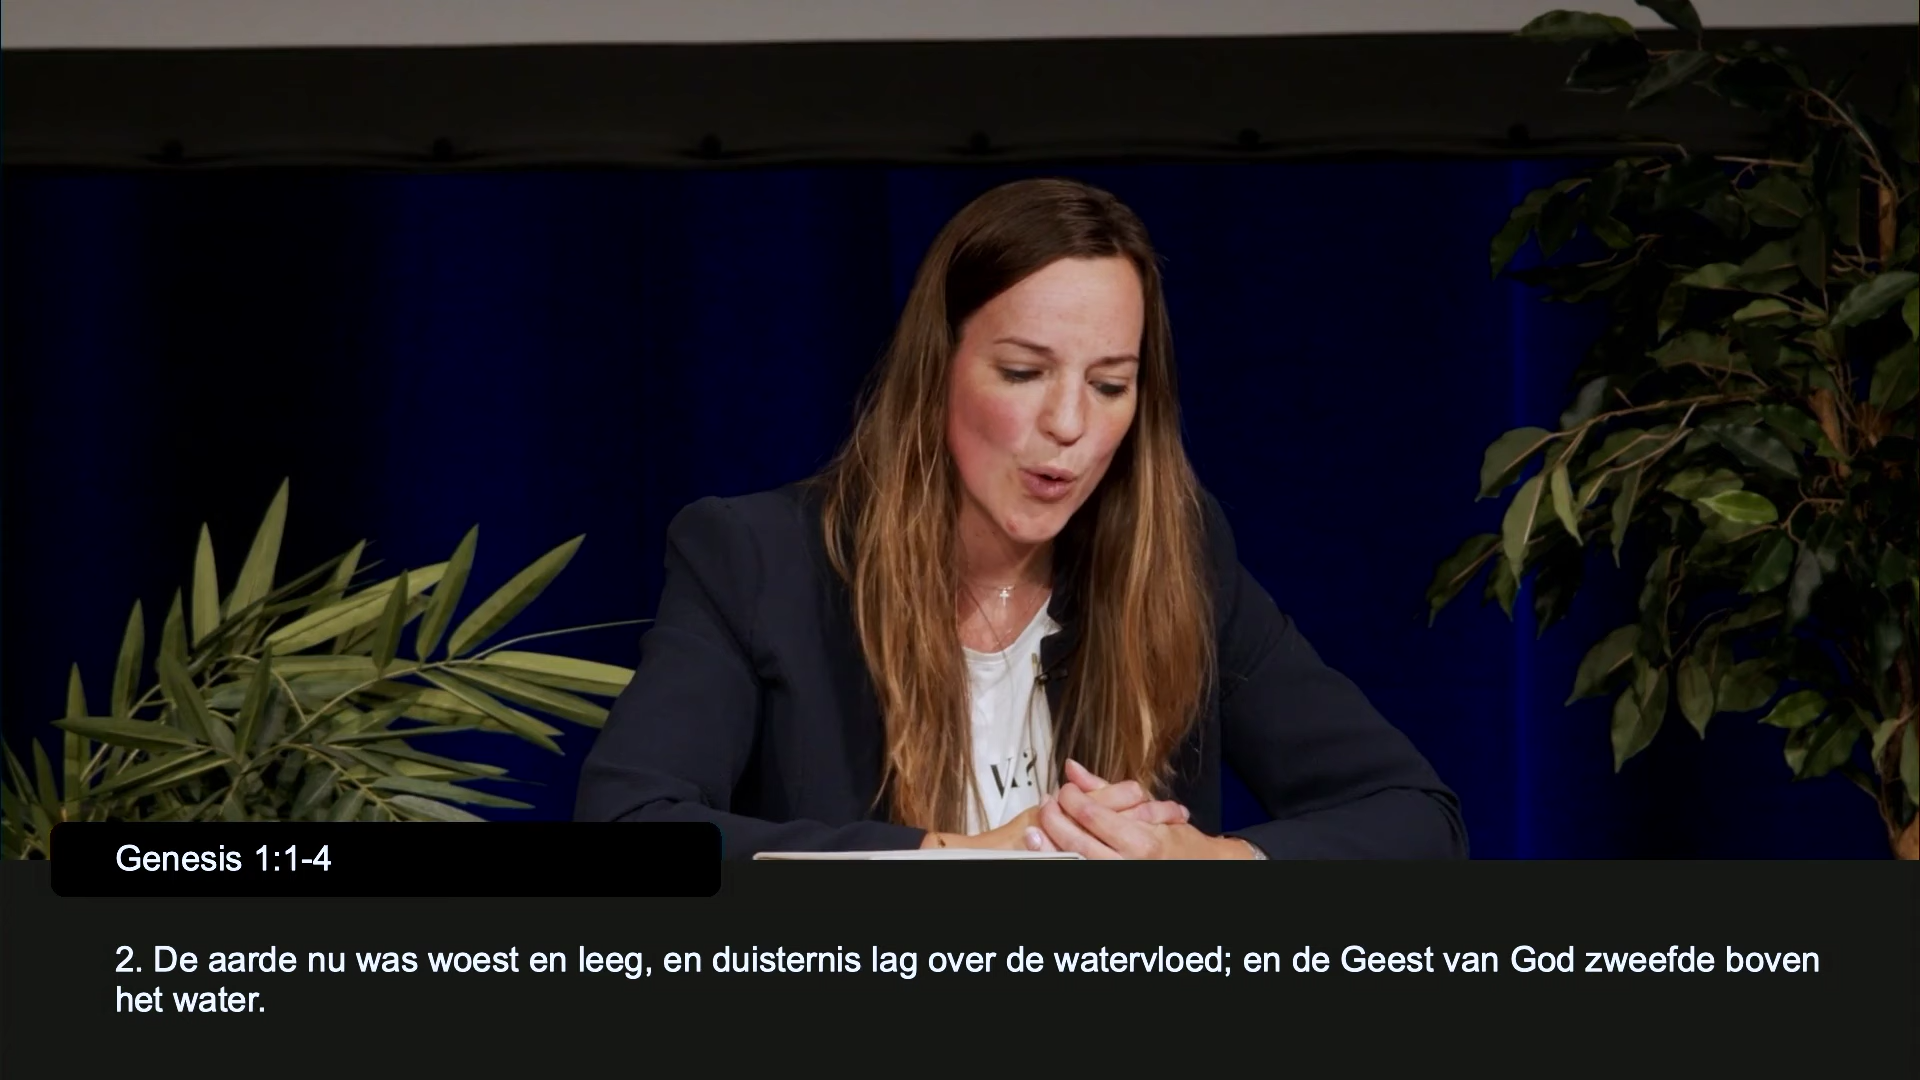 Genesis 1:1-4
2. De aarde nu was woest en leeg, en duisternis lag over de watervloed; en de Geest van God zweefde boven
het water.